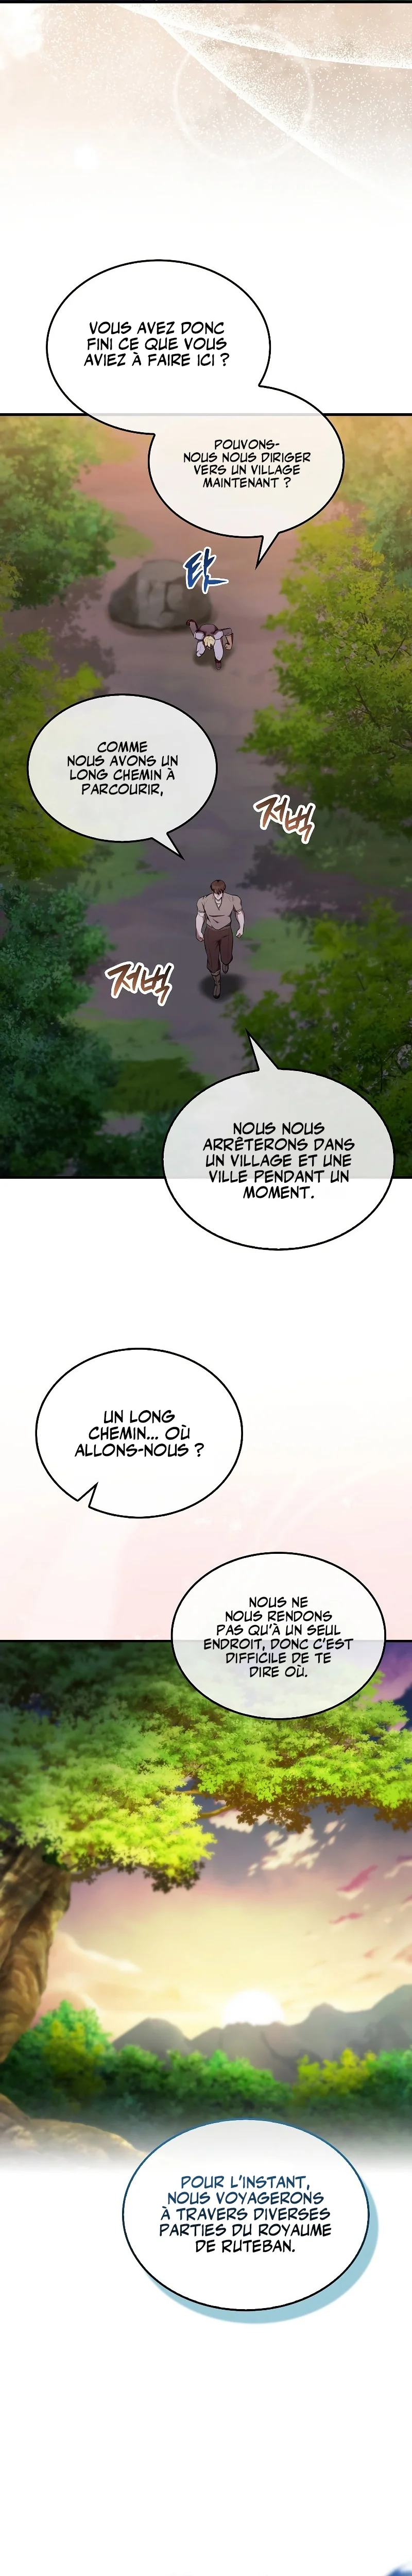 VOUS AVEZ DONC
FINI CE QUE VOUS
AVIEZ À FAIRE ICI ?
POUVONS-
NOUS NOUS DIRIGER
VERS UN VILLAGE
MAINTENANT ?
탁
COMME
NOUS AVONS UN
LONG CHEMIN À
PARCOURIR,
저벅
저벅
NOUS NOUS
ARRÊTERONS DANS
UN VILLAGE ET UNE
VILLE PENDANT UN
MOMENT.
UN LONG
CHEMIN... OÙ
ALLONS-NOUS ?
NOUS NE
NOUS RENDONS
PAS QU'À UN SEUL
ENDROIT, DONC C'EST
DIFFICILE DE TE
DIRE OÙ.
POUR L'INSTANT,
NOUS VOYAGERONS
À TRAVERS DIVERSES
PARTIES DU ROYAUME
DE RUTEBAN.